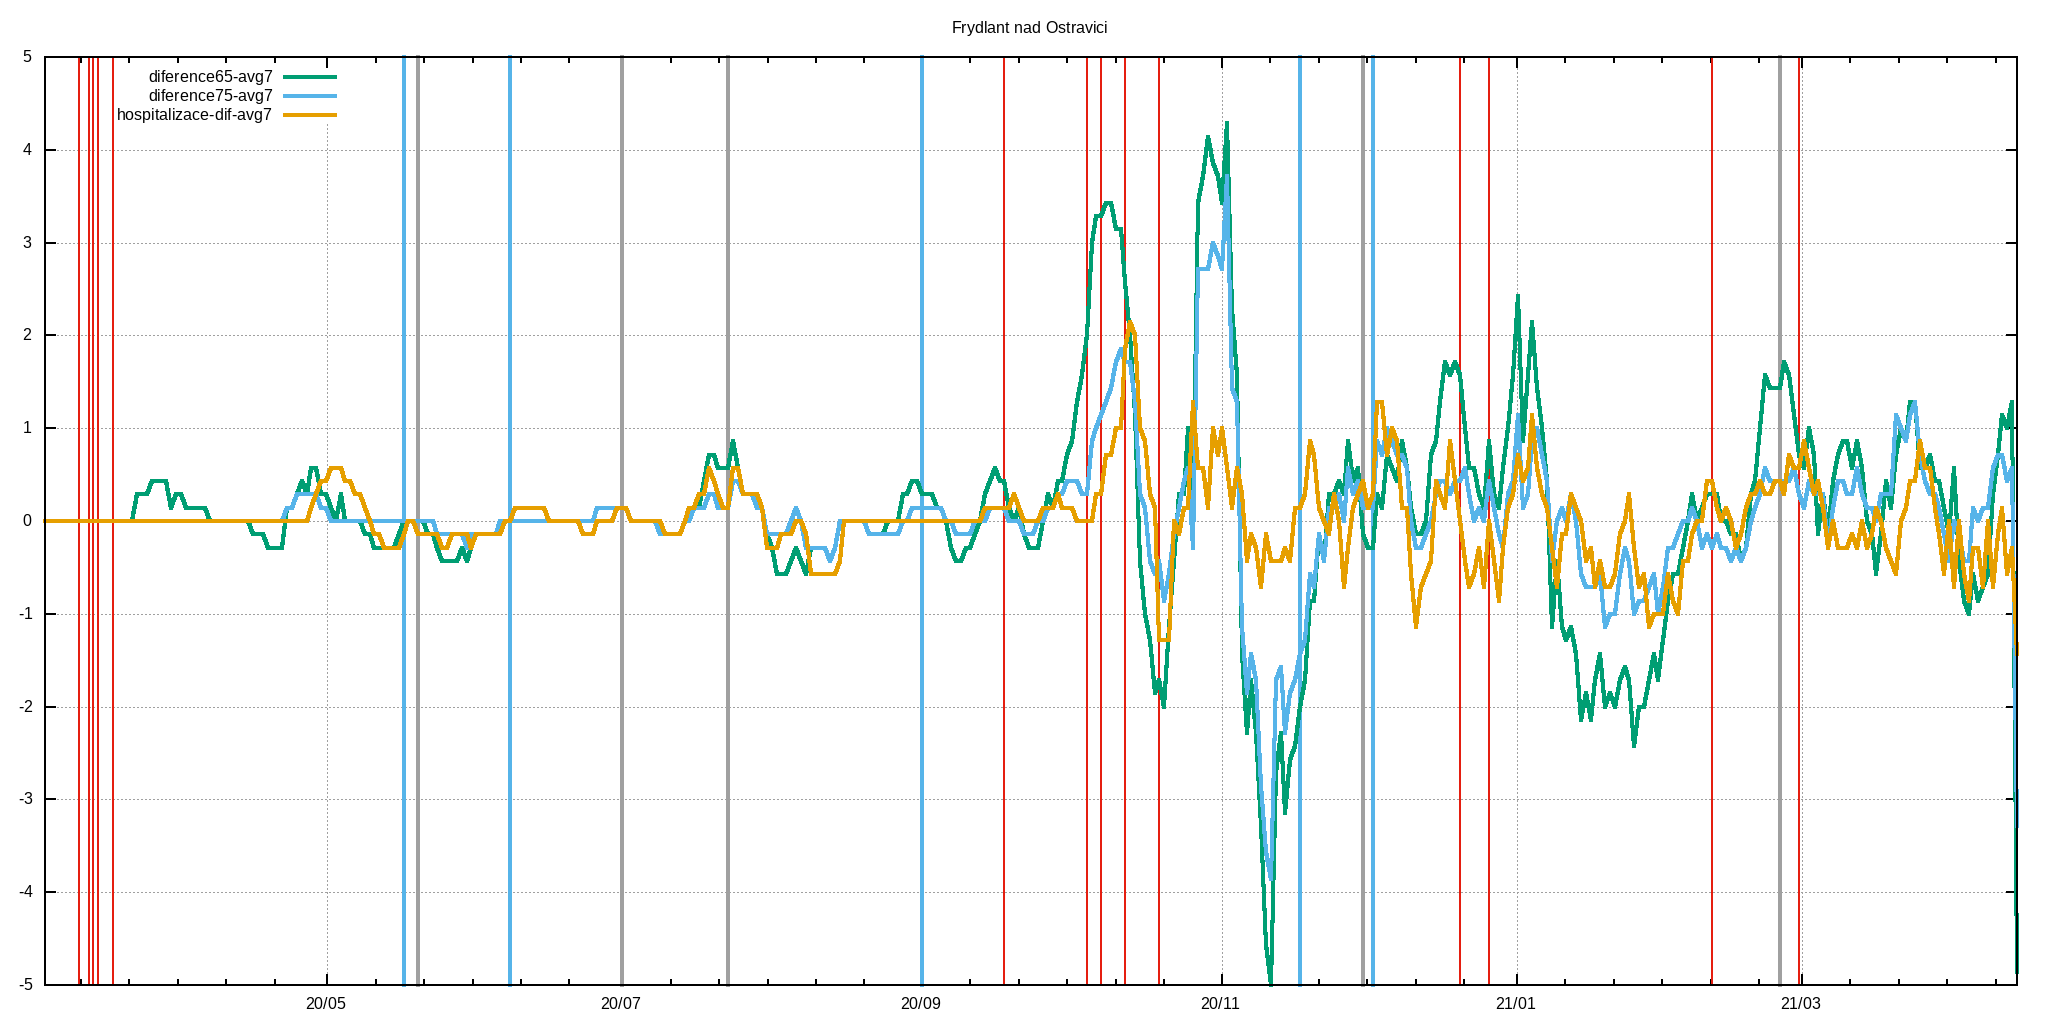 Frydlant nad Ostravici
5
diference65-avg7
diference75-avg7
hospitalizace-dif-avg7
4
3
2
1
0
-1
-2
-3
-4
-5
20/05 20/07 20/09 20/11 21/01 21/03